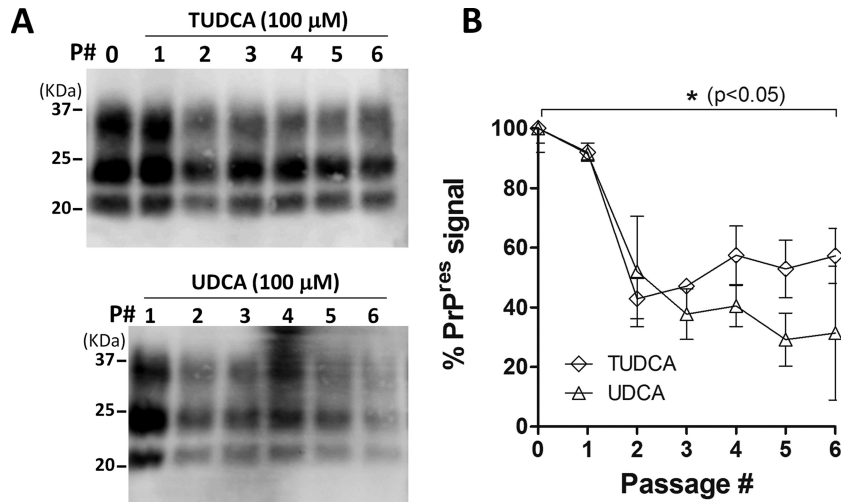 A
TUDCA (100 μM)
P# 0 1 2 3 4 5 6
(KDa)
37
25
20
UDCA (100 μM)
P# 1 2 3 4 5 6
(KDa)
37
25
20
B
* (p<0.05)
100
80
60
40
20
0
% PrPres signal
TUDCA
UDCA
0 1 2 3 4 5 6
Passage #